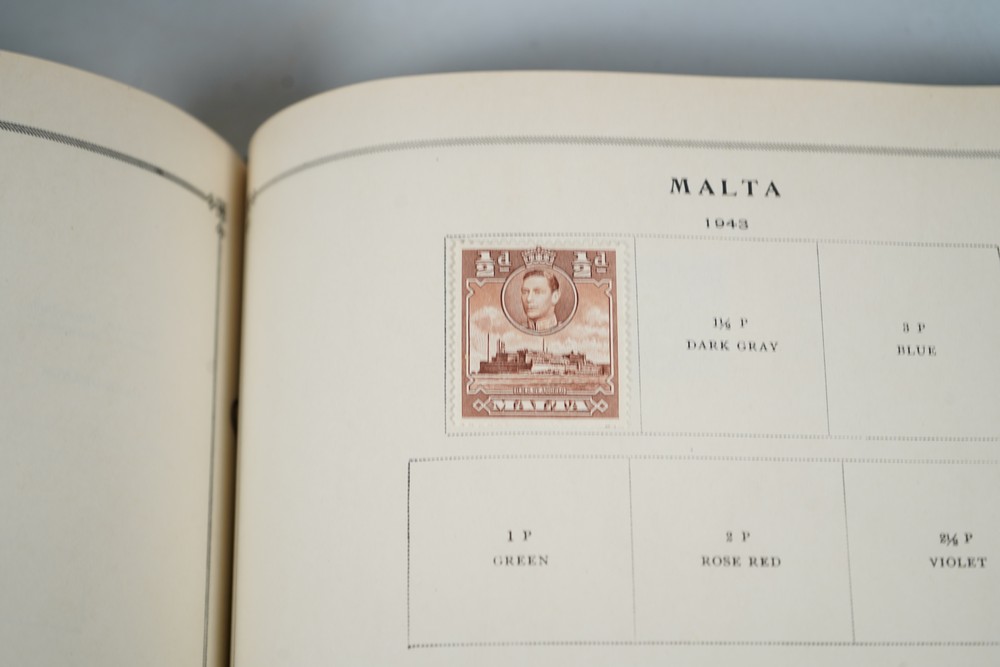 MALTA
1943
½d ½d
MALTA
1½ P
DARK GRAY
3 P
BLUE
1 P
GREEN
2 P
ROSE RED
2½ P
VIOLET